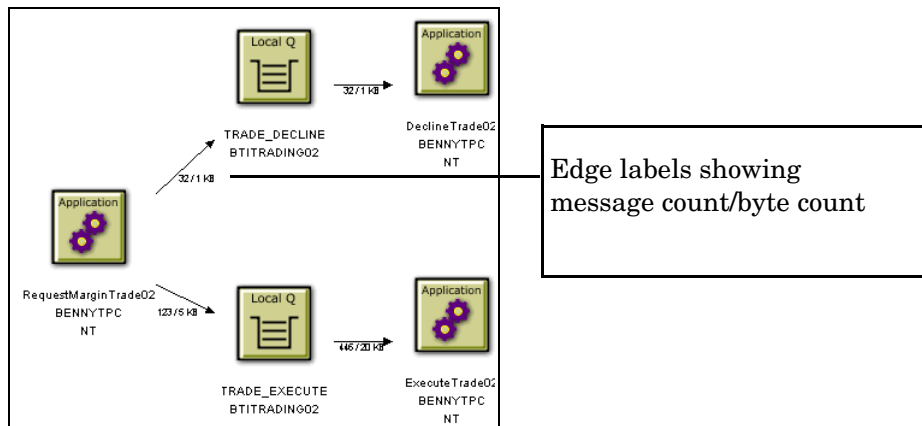 Local Q
Application
32/1 KB
TRADE_DECLINE
BTITRADING02
DeclineTrade02
BENNYTPC
NT
32/1 KB
Edge labels showing
message count/byte count
Application
RequestMarginTrade02
BENNYTPC
NT
123/5 KB
Local Q
Application
446/20 KB
TRADE_EXECUTE
BTITRADING02
ExecuteTrade02
BENNYTPC
NT